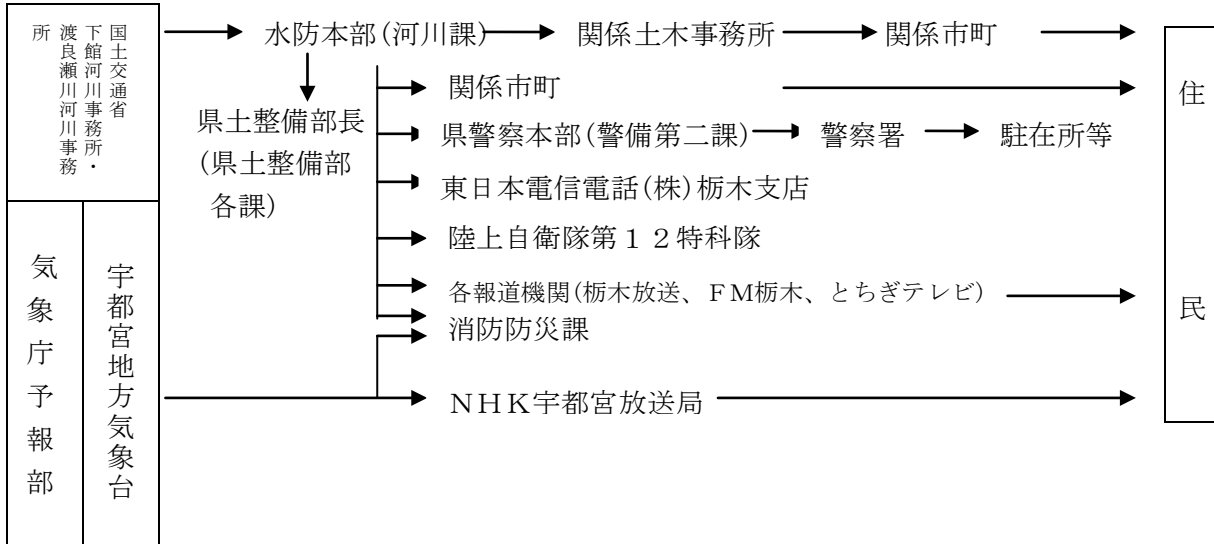 国土交通省
下館河川事務所・
渡良瀬川河川事務
所
水防本部(河川課)
関係土木事務所
関係市町
関係市町
県土整備部長
(県土整備部
各課)
県警察本部(警備第二課)
警察署
駐在所等
東日本電信電話(株)栃木支店
陸上自衛隊第１２特科隊
各報道機関(栃木放送、ＦＭ栃木、とちぎテレビ)
消防防災課
ＮＨＫ宇都宮放送局
住民
気象庁予報部
宇都宮地方気象台